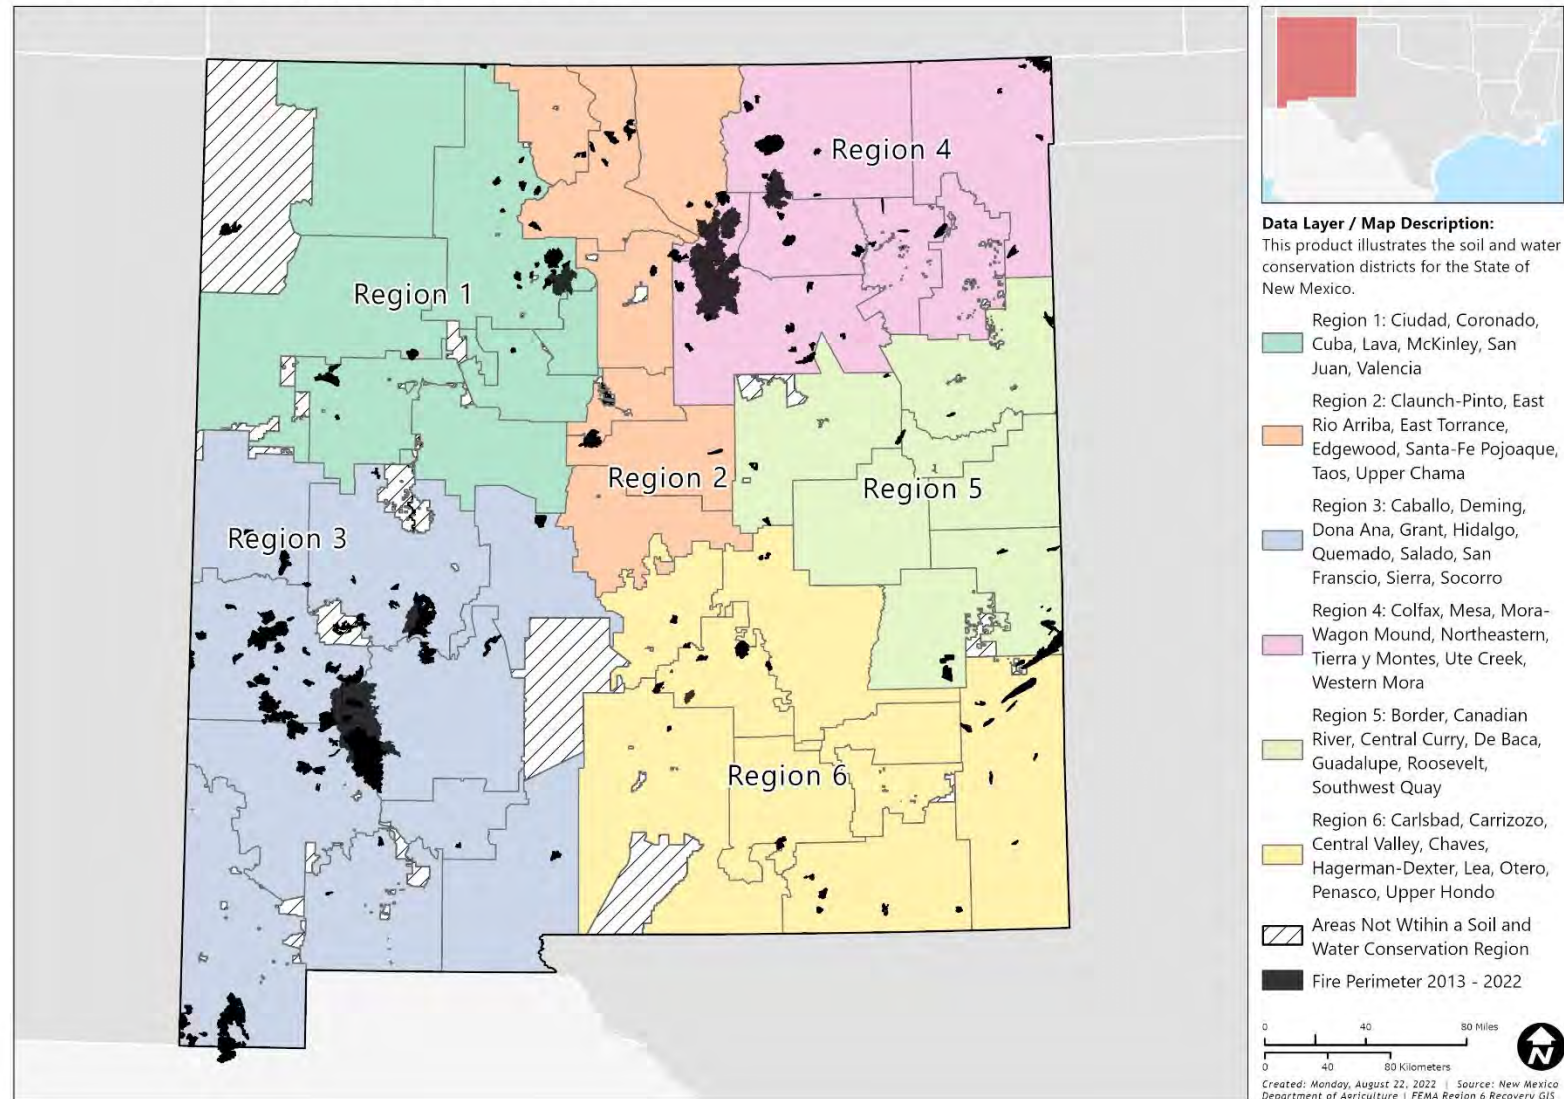 Region 4
Region 1
Region 2
Region 5
Region 3
Region 6
Data Layer / Map Description:
This product illustrates the soil and water
conservation districts for the State of
New Mexico.
Region 1: Ciudad, Coronado,
Cuba, Lava, McKinley, San
Juan, Valencia
Region 2: Claunch-Pinto, East
Rio Arriba, East Torrance,
Edgewood, Santa-Fe Pojoaque,
Taos, Upper Chama
Region 3: Caballo, Deming,
Dona Ana, Grant, Hidalgo,
Quemado, Salado, San
Franscio, Sierra, Socorro
Region 4: Colfax, Mesa, Mora-
Wagon Mound, Northeastern,
Tierra y Montes, Ute Creek,
Western Mora
Region 5: Border, Canadian
River, Central Curry, De Baca,
Guadalupe, Roosevelt,
Southwest Quay
Region 6: Carlsbad, Carrizozo,
Central Valley, Chaves,
Hagerman-Dexter, Lea, Otero,
Penasco, Upper Hondo
Areas Not Wtihin a Soil and
Water Conservation Region
Fire Perimeter 2013 - 2022
0 40 80 Miles
0 40 80 Kilometers
N
Created: Monday, August 22, 2022 | Source: New Mexico
Department of Agriculture | FEMA Region 6 Recovery GIS